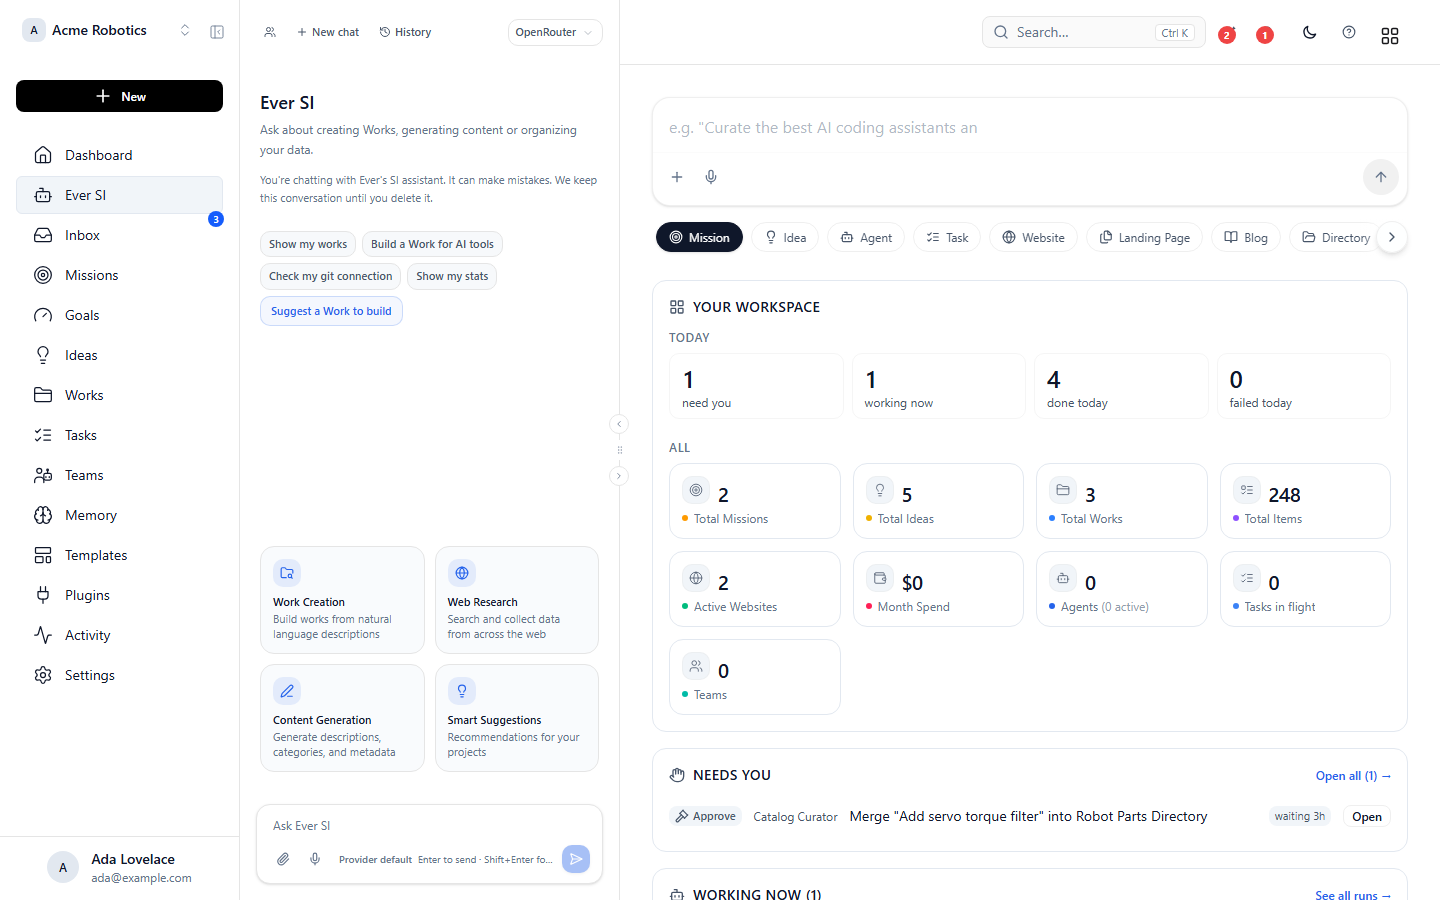 A Acme Robotics
New
Dashboard
Ever SI
3
Inbox
Missions
Goals
Ideas
Works
Tasks
Teams
Memory
Templates
Plugins
Activity
Settings
A
Ada Lovelace
ada@example.com
New chat
History
OpenRouter
Ever SI
Ask about creating Works, generating content or organizing
your data.
You're chatting with Ever's SI assistant. It can make mistakes. We keep
this conversation until you delete it.
Show my works
Build a Work for AI tools
Check my git connection
Show my stats
Suggest a Work to build
Work Creation
Build works from natural
language descriptions
Web Research
Search and collect data
from across the web
Content Generation
Generate descriptions,
categories, and metadata
Smart Suggestions
Recommendations for your
projects
Ask Ever SI
Provider default Enter to send · Shift+Enter fo...
Search...
Ctrl K
2
1
e.g. "Curate the best AI coding assistants an
Mission
Idea
Agent
Task
Website
Landing Page
Blog
Directory
YOUR WORKSPACE
TODAY
1
need you
1
working now
4
done today
0
failed today
ALL
2
Total Missions
5
Total Ideas
3
Total Works
248
Total Items
2
Active Websites
$0
Month Spend
0
Agents (0 active)
0
Tasks in flight
0
Teams
NEEDS YOU
Open all (1) →
Approve
Catalog Curator
Merge "Add servo torque filter" into Robot Parts Directory
waiting 3h
Open
WORKING NOW (1)
See all runs →